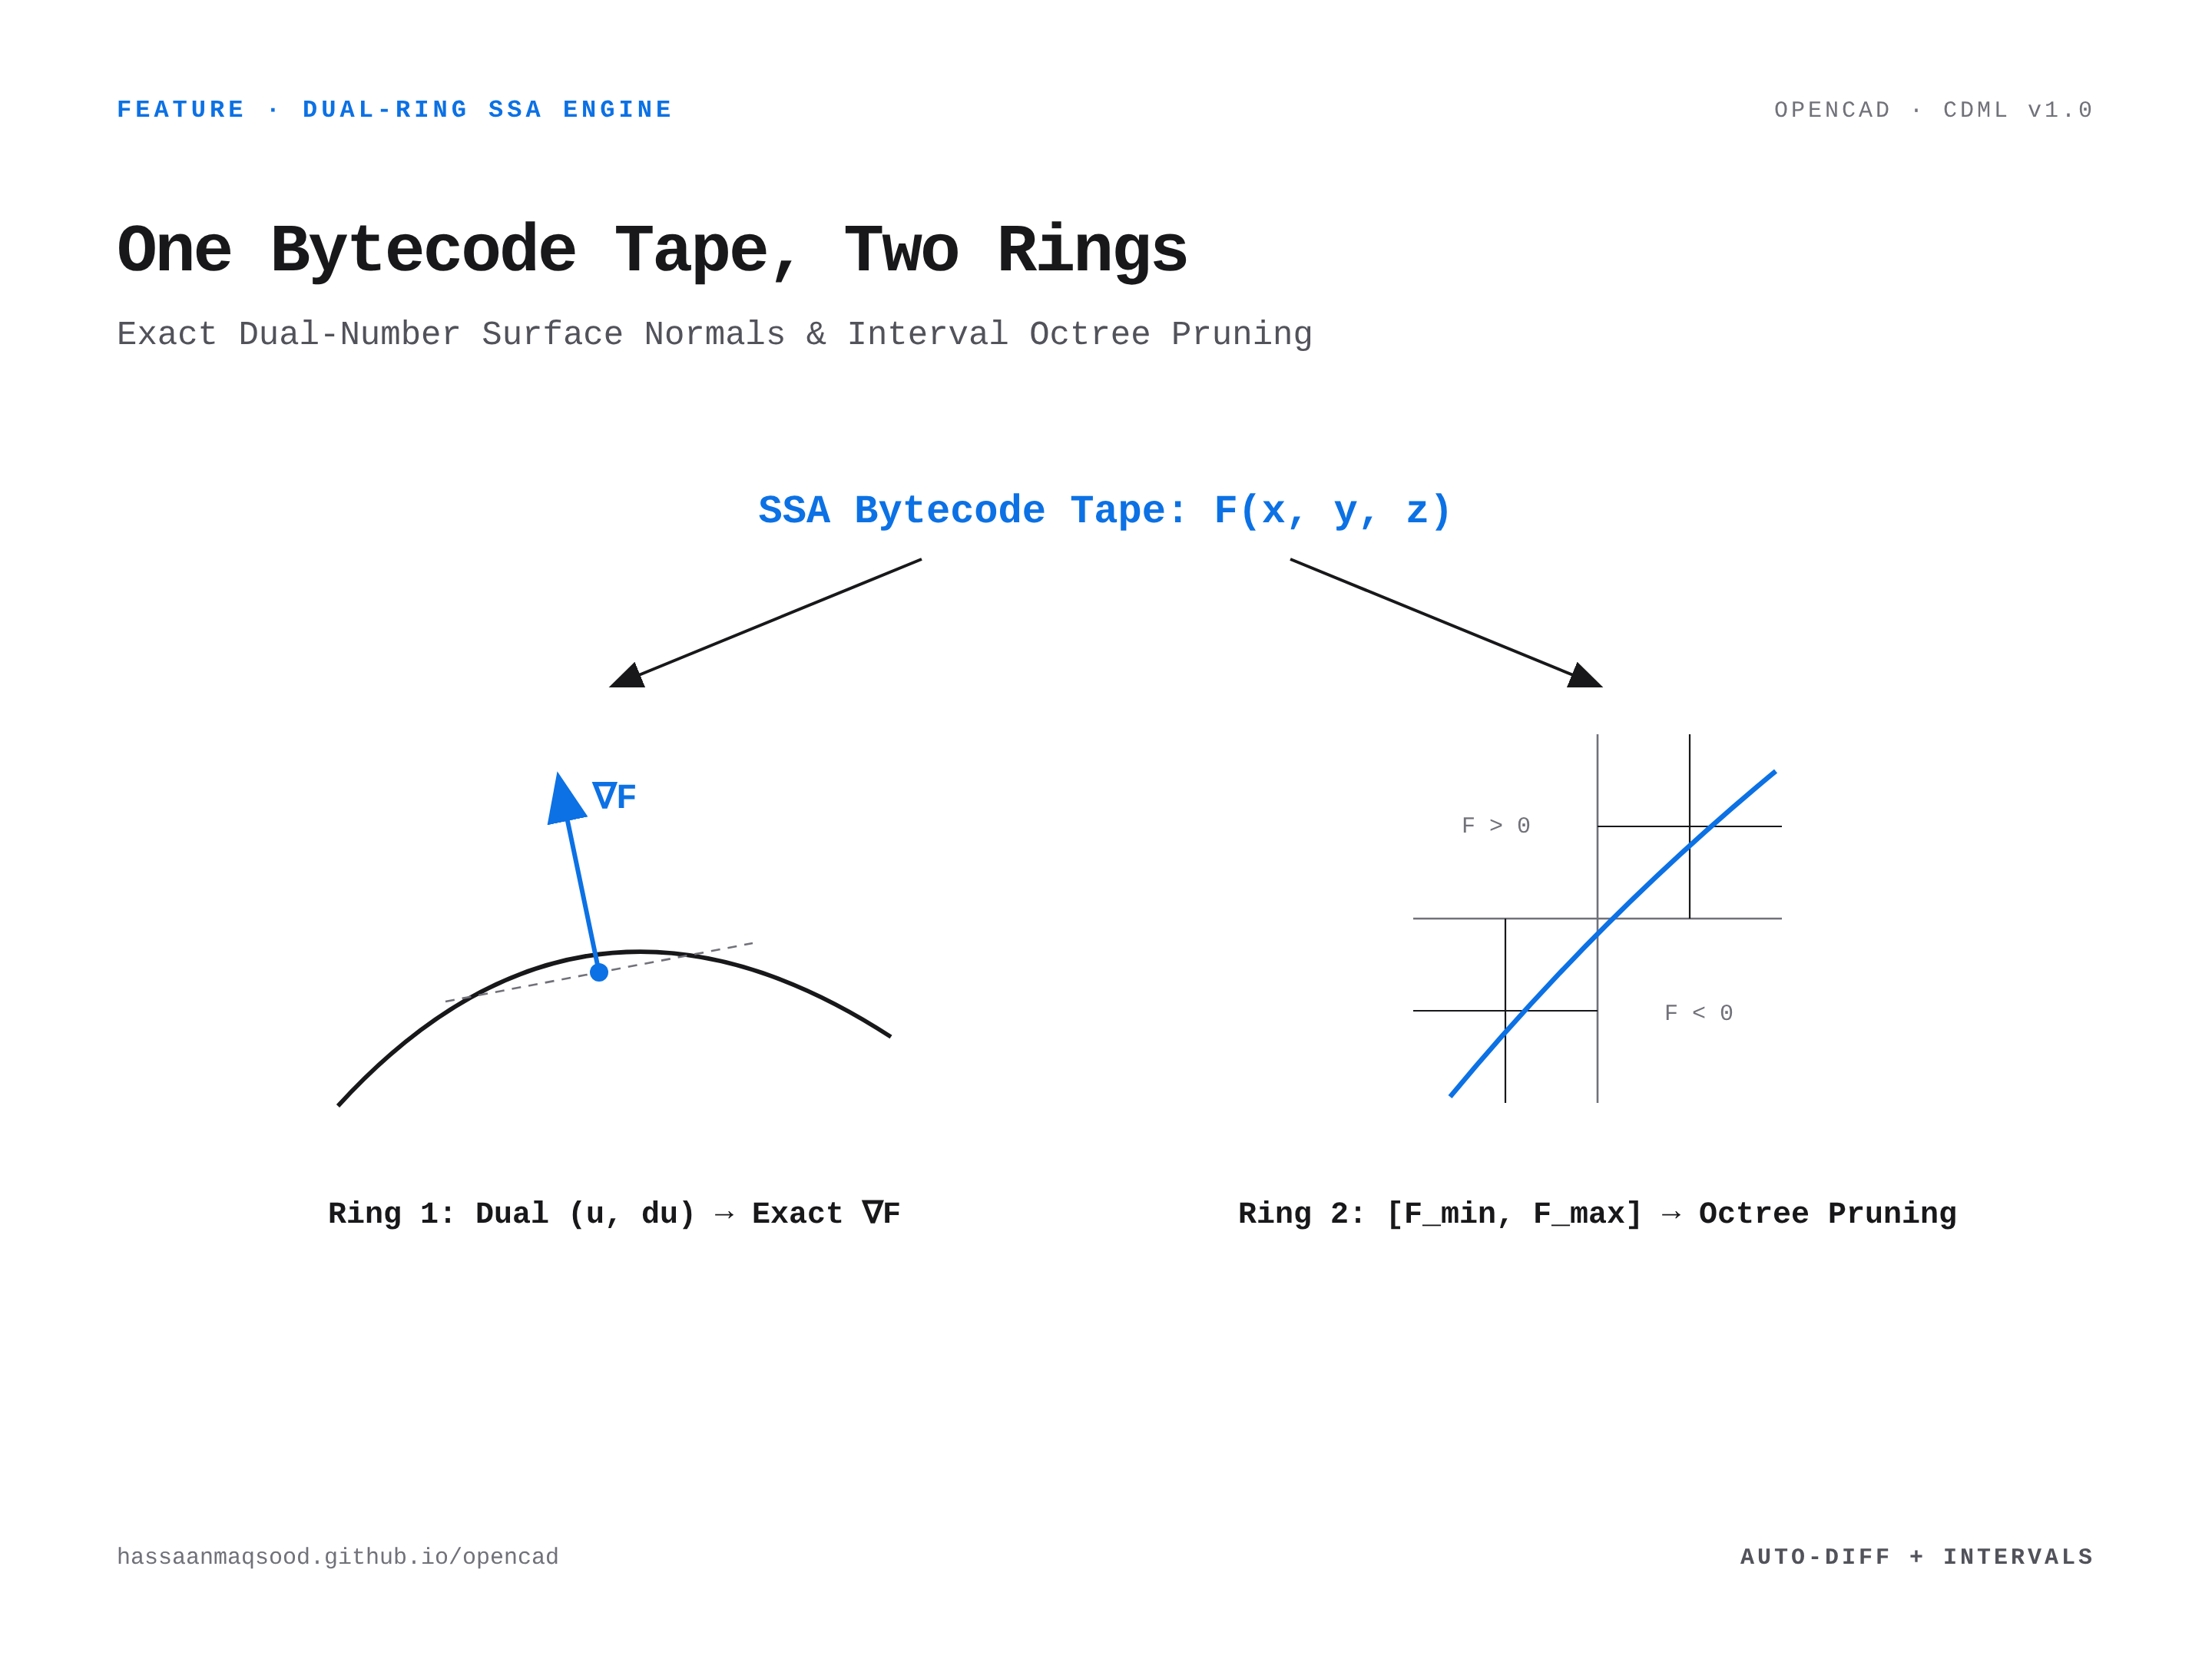 FEATURE · DUAL-RING SSA ENGINE
OPENCAD · CDML v1.0
One Bytecode Tape, Two Rings
Exact Dual-Number Surface Normals & Interval Octree Pruning
SSA Bytecode Tape: F(x, y, z)
∇F
F > 0
F < 0
Ring 1: Dual (u, du) → Exact ∇F
Ring 2: [F_min, F_max] → Octree Pruning
hassaanmaqsood.github.io/opencad
AUTO-DIFF + INTERVALS